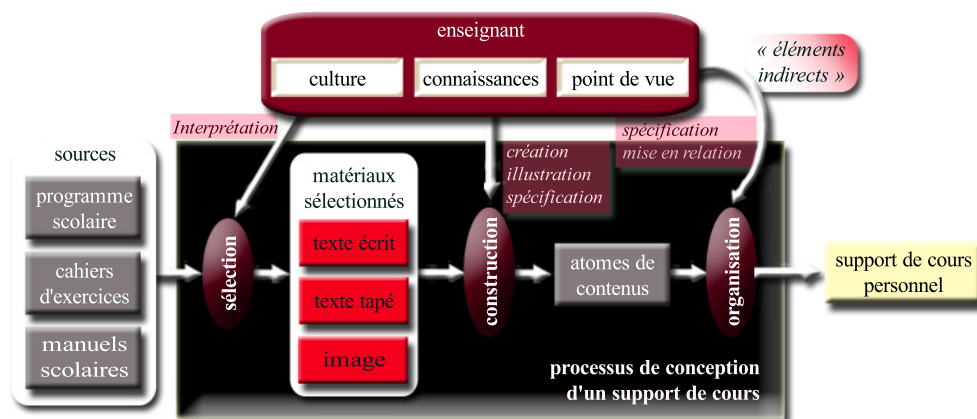 enseignant
culture
connaissances
point de vue
« éléments
indirects »
Interprétation
spécification
mise en relation
création
illustration
spécification
sources
programme
scolaire
cahiers
d'exercices
manuels
scolaires
sélection
matériaux
sélectionnés
texte écrit
texte tapé
image
construction
atomes de
contenus
organisation
support de cours
personnel
processus de conception
d'un support de cours